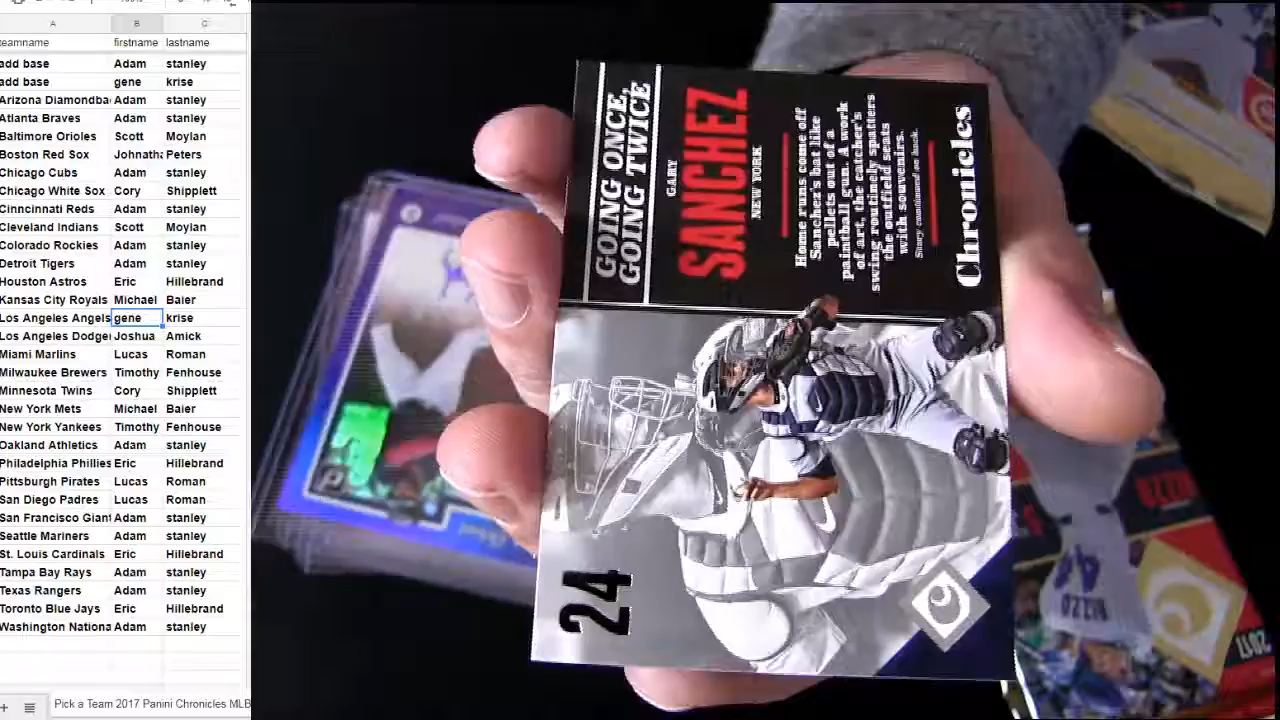 A B C
teamname firstname lastname
add base Adam stanley
add base gene krise
Arizona Diamondba Adam stanley
Atlanta Braves Adam stanley
Baltimore Orioles Scott Moylan
Boston Red Sox Johnatha Peters
Chicago Cubs Adam stanley
Chicago White Sox Cory Shipplett
Cinncincati Reds Adam stanley
Cleveland Indians Scott Moylan
Colorado Rockies Adam stanley
Detroit Tigers Adam stanley
Houston Astros Eric Hillebrand
Kansas City Royals Michael Baier
Los Angeles Angels gene krise
Los Angeles Dodge Joshua Amick
Miami Marlins Lucas Roman
Milwaukee Brewers Timothy Fenhouse
Minnesota Twins Cory Shipplett
New York Mets Michael Baier
New York Yankees Timothy Fenhouse
Oakland Athletics Adam stanley
Philadelphia Phillies Eric Hillebrand
Pittsburgh Pirates Lucas Roman
San Diego Padres Lucas Roman
San Francisco Giant Adam stanley
Seattle Mariners Adam stanley
St. Louis Cardinals Eric Hillebrand
Tampa Bay Rays Adam stanley
Texas Rangers Adam stanley
Toronto Blue Jays Eric Hillebrand
Washington Nationa Adam stanley
Pick a Team 2017 Panini Chronicles MLB
GOING ONCE,
GOING TWICE
GARY
SANCHEZ
NEW YORK
Home runs come off
Sanchez's bat like
pellets out of a
paintball gun. A work
of art, the catcher's
swing routinely spatters
the outfield seats
with souvenirs.
Story continued on back.
Chronicles
24
RIZZO
44
2017